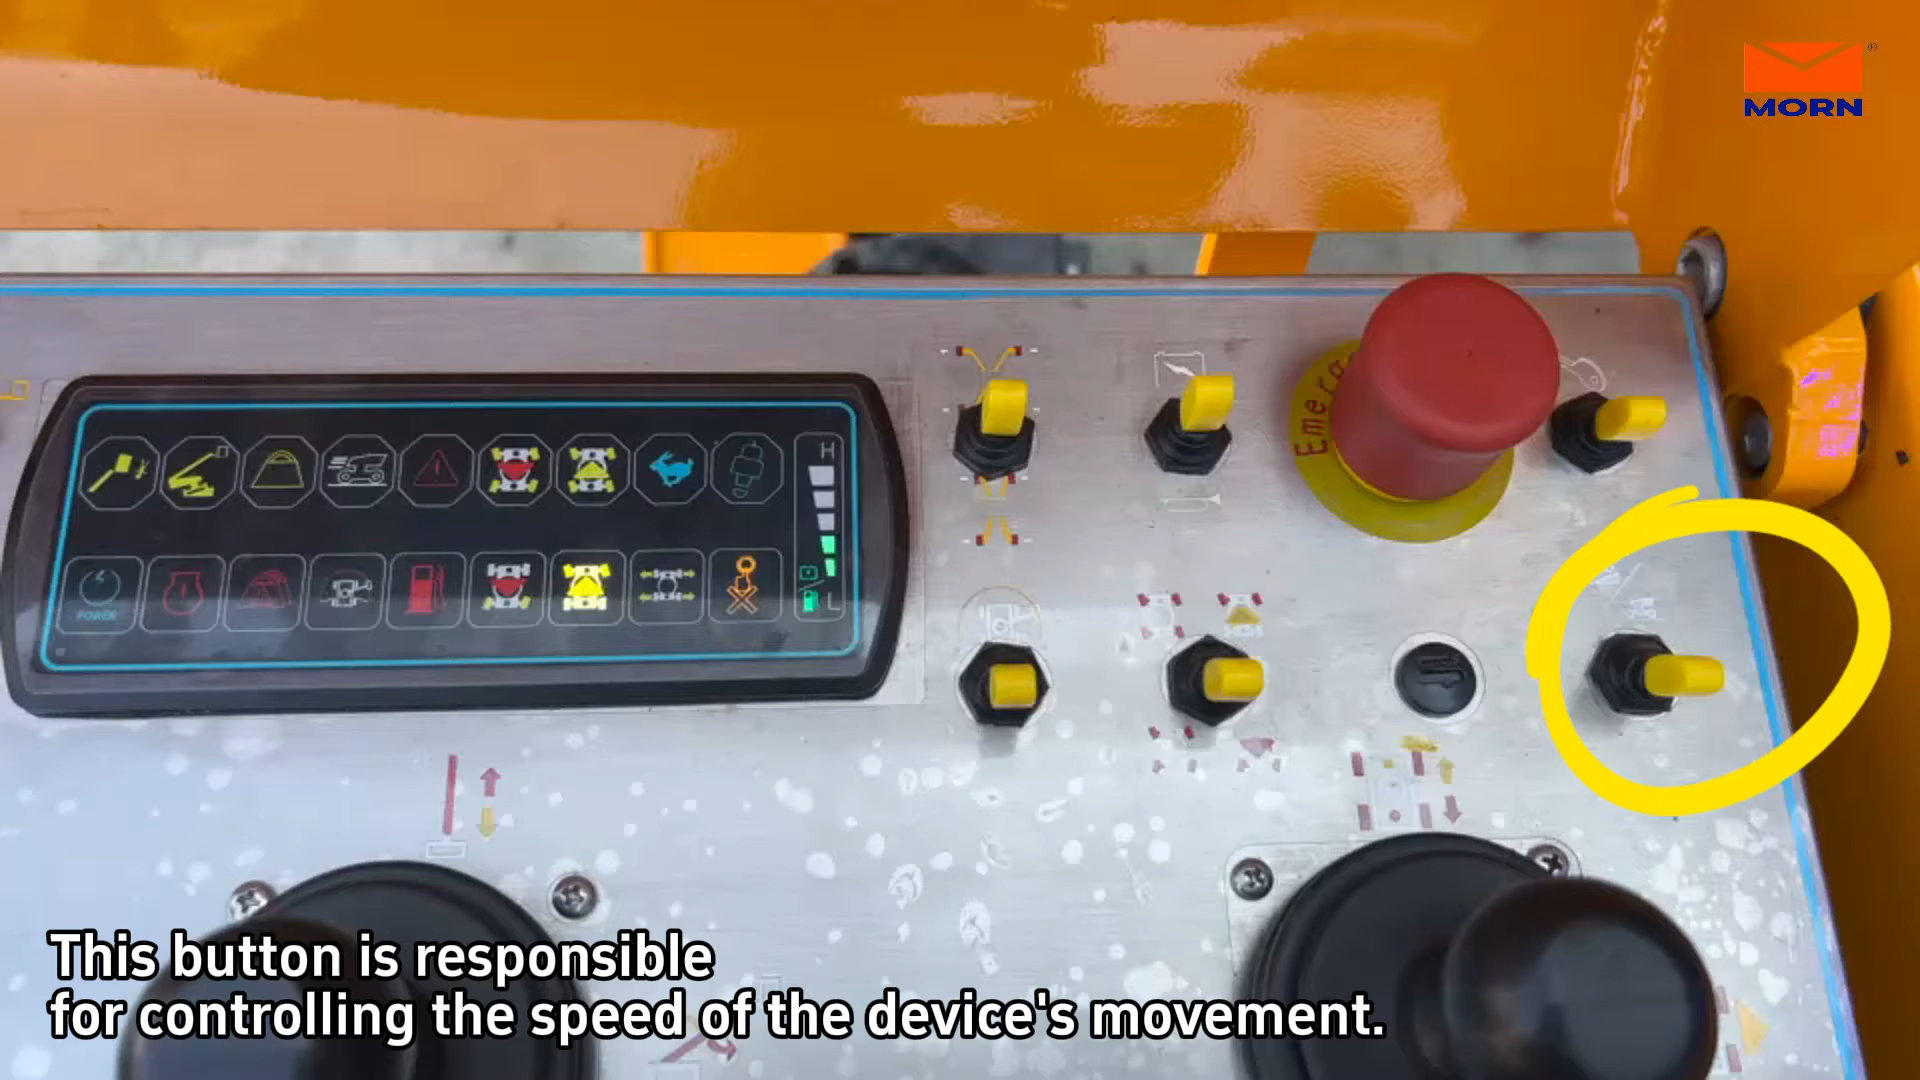 ®
MORN
Emerg
H
POWER
L
This button is responsible
for controlling the speed of the device's movement.